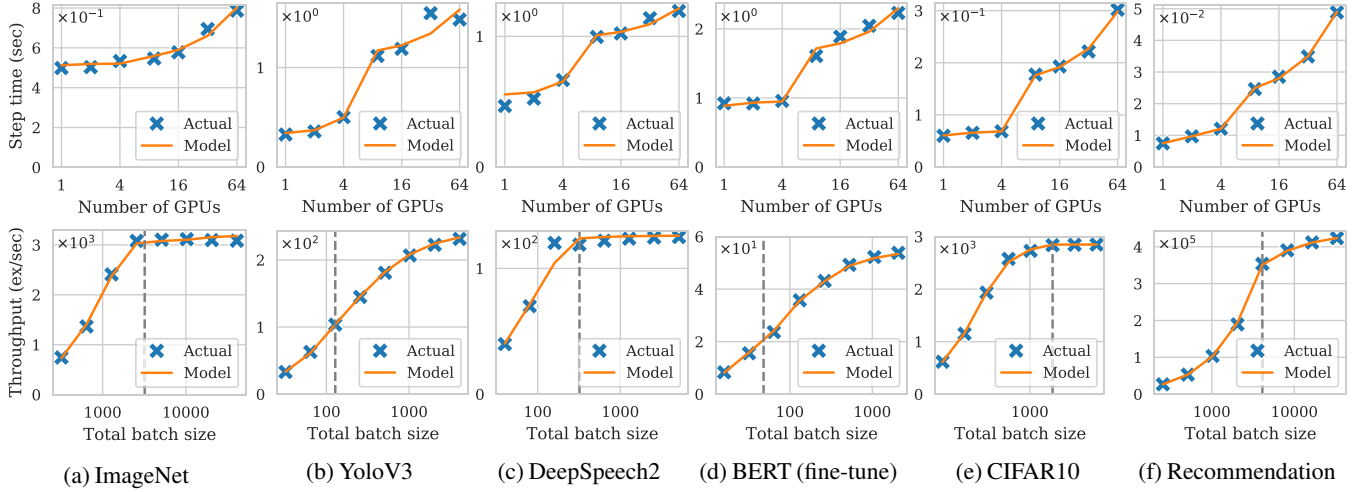 8
×10⁻¹
6
4
2
0
Step time (sec)
Actual
Model
1 4 16 64
Number of GPUs
×10⁰
1
0
Actual
Model
1 4 16 64
Number of GPUs
×10⁰
1
0
Actual
Model
1 4 16 64
Number of GPUs
×10⁰
2
1
0
Actual
Model
1 4 16 64
Number of GPUs
3
×10⁻¹
2
1
0
Actual
Model
1 4 16 64
Number of GPUs
5
×10⁻²
4
3
2
1
0
Actual
Model
1 4 16 64
Number of GPUs
3
×10³
2
1
0
Throughput (ex/sec)
Actual
Model
1000 10000
Total batch size
×10²
2
1
0
Actual
Model
100 1000
Total batch size
×10²
1
0
Actual
Model
100 1000
Total batch size
6
×10¹
4
2
0
Actual
Model
100 1000
Total batch size
3
×10³
2
1
0
Actual
Model
1000
Total batch size
×10⁵
4
3
2
1
0
Actual
Model
1000 10000
Total batch size
(a) ImageNet
(b) YoloV3
(c) DeepSpeech2
(d) BERT (fine-tune)
(e) CIFAR10
(f) Recommendation